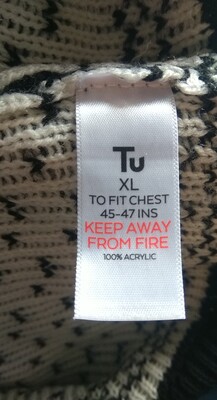 Tu
XL
TO FIT CHEST
45-47 INS
KEEP AWAY
FROM FIRE
100% ACRYLIC